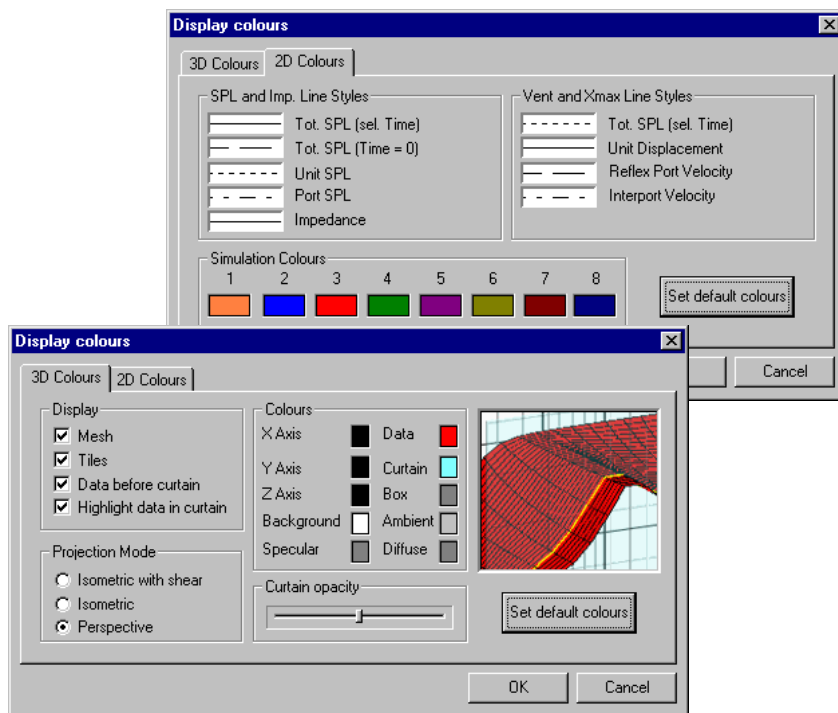 Display colours
3D Colours
2D Colours
SPL and Imp. Line Styles
Tot. SPL (sel. Time)
Tot. SPL (Time = 0)
Unit SPL
Port SPL
Impedance
Vent and Xmax Line Styles
Tot. SPL (sel. Time)
Unit Displacement
Reflex Port Velocity
Interport Velocity
Simulation Colours
1 2 3 4 5 6 7 8
Set default colours
Cancel
Display colours
3D Colours
2D Colours
Display
Mesh
Tiles
Data before curtain
Highlight data in curtain
Projection Mode
Isometric with shear
Isometric
Perspective
Colours
X Axis Data
Y Axis Curtain
Z Axis Box
Background Ambient
Specular Diffuse
Curtain opacity
Set default colours
OK
Cancel